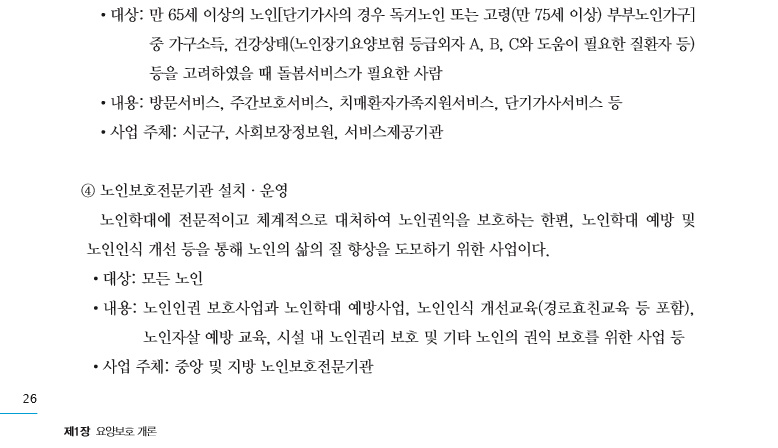 • 대상: 만 65세 이상의 노인[단기가사의 경우 독거노인 또는 고령(만 75세 이상) 부부노인가구]
중 가구소득, 건강상태(노인장기요양보험 등급외자 A, B, C와 도움이 필요한 질환자 등)
등을 고려하였을 때 돌봄서비스가 필요한 사람
• 내용: 방문서비스, 주간보호서비스, 치매환자가족지원서비스, 단기가사서비스 등
• 사업 주체: 시군구, 사회보장정보원, 서비스제공기관
④ 노인보호전문기관 설치 · 운영
노인학대에 전문적이고 체계적으로 대처하여 노인권익을 보호하는 한편, 노인학대 예방 및
노인인식 개선 등을 통해 노인의 삶의 질 향상을 도모하기 위한 사업이다.
• 대상: 모든 노인
• 내용: 노인인권 보호사업과 노인학대 예방사업, 노인인식 개선교육(경로효친교육 등 포함),
노인자살 예방 교육, 시설 내 노인권리 보호 및 기타 노인의 권익 보호를 위한 사업 등
• 사업 주체: 중앙 및 지방 노인보호전문기관
26
제1장 요양보호 개론